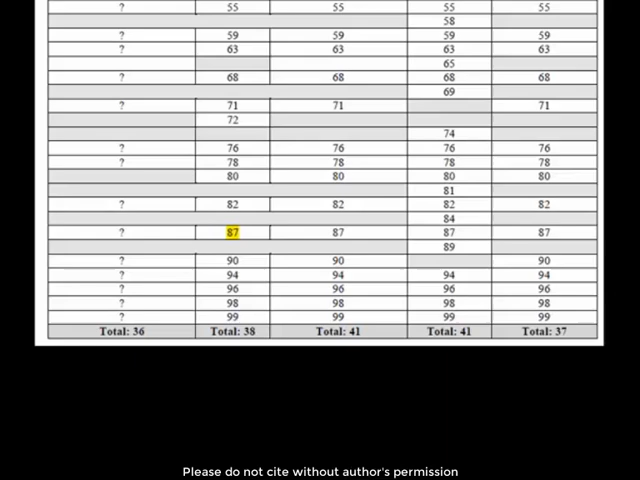 ? 55 55 55 55
58
? 59 59 59 59
? 63 63 63 63
65
? 68 68 68 68
69
? 71 71 71
72
74
? 76 76 76 76
? 78 78 78 78
80 80 80 80
81
? 82 82 82 82
84
? 87 87 87 87
89
? 90 90 90
? 94 94 94 94
? 96 96 96 96
? 98 98 98 98
? 99 99 99 99
Total: 36 Total: 38 Total: 41 Total: 41 Total: 37
Please do not cite without author's permission